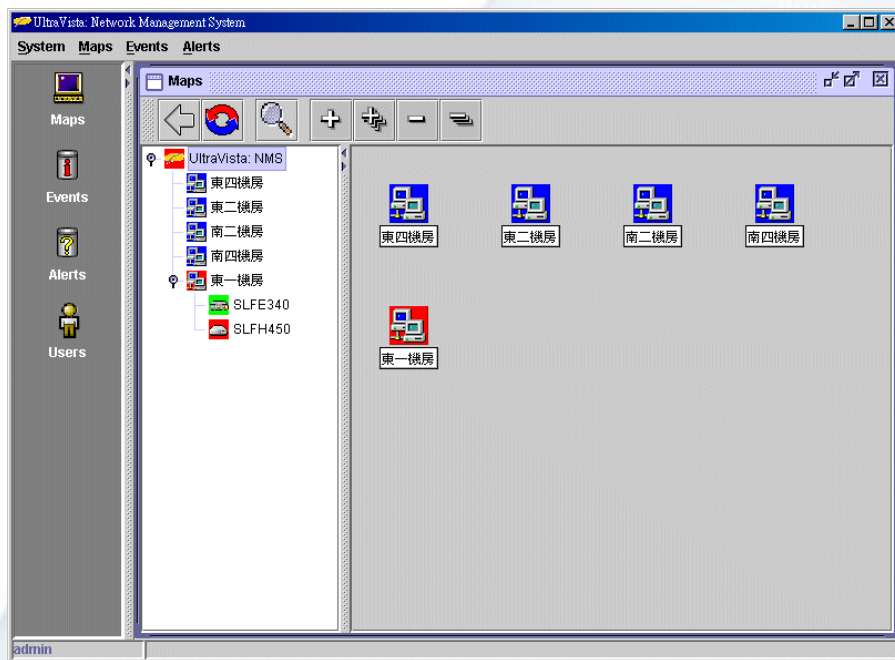 UltraVista: Network Management System
System Maps Events Alerts
Maps
Events
Alerts
Users
Maps
UltraVista: NMS
東四機房
東二機房
南二機房
南四機房
東一機房
SLFE340
SLFH450
東四機房
東二機房
南二機房
南四機房
東一機房
admin